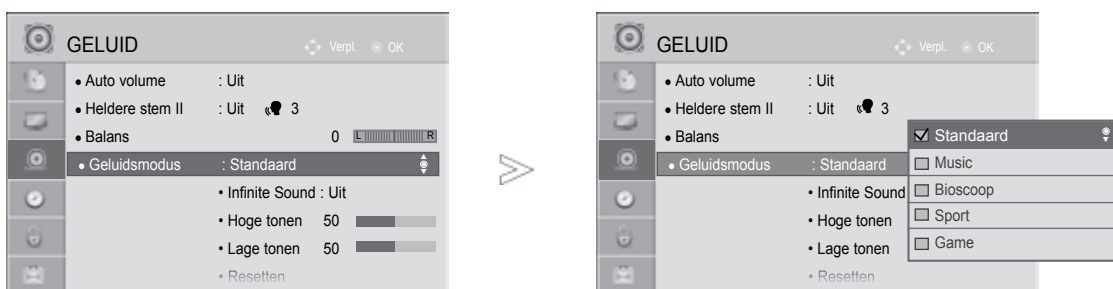 GELUID Verpl. OK
• Auto volume : Uit
• Heldere stem II : Uit 3
• Balans 0 L R
• Geluidsmodus : Standaard
• Infinite Sound : Uit
• Hoge tonen 50
• Lage tonen 50
• Resetten
GELUID Verpl. OK
• Auto volume : Uit
• Heldere stem II : Uit 3
• Balans
• Geluidsmodus : Standaard
• Infinite Sound
• Hoge tonen
• Lage tonen
• Resetten
Standaard
Music
Bioscoop
Sport
Game